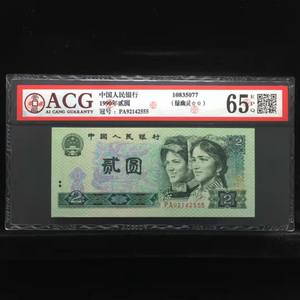 ACG
AI CANG GUARANTY
中国人民银行
1990年贰圆
冠号：PA92142555
10835077
65 EPQ
中国人民银行
贰圆
2
2
PA92142555